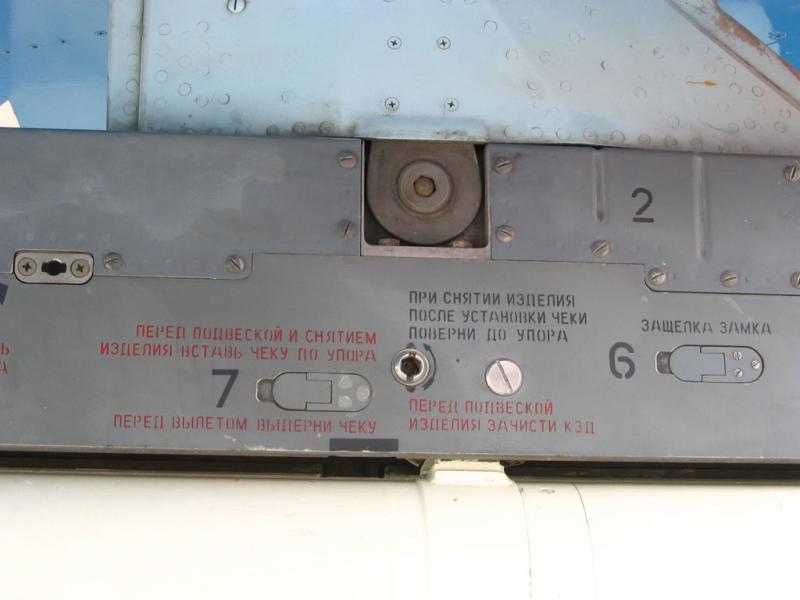 2
ПРИ СНЯТИИ ИЗДЕЛИЯ
ПОСЛЕ УСТАНОВКИ ЧЕКИ
ПОВЕРНИ ДО УПОРА
ЗАЩЕЛКА ЗАМКА
6
ПЕРЕД ПОДВЕСКОЙ И СНЯТИЕМ
ИЗДЕЛИЯ ВСТАВЬ ЧЕКУ ДО УПОРА
7
ПЕРЕД ВЫЛЕТОМ ВЫДЕРНИ ЧЕКУ
ПЕРЕД ПОДВЕСКОЙ
ИЗДЕЛИЯ ЗАЧИСТИ КЗД